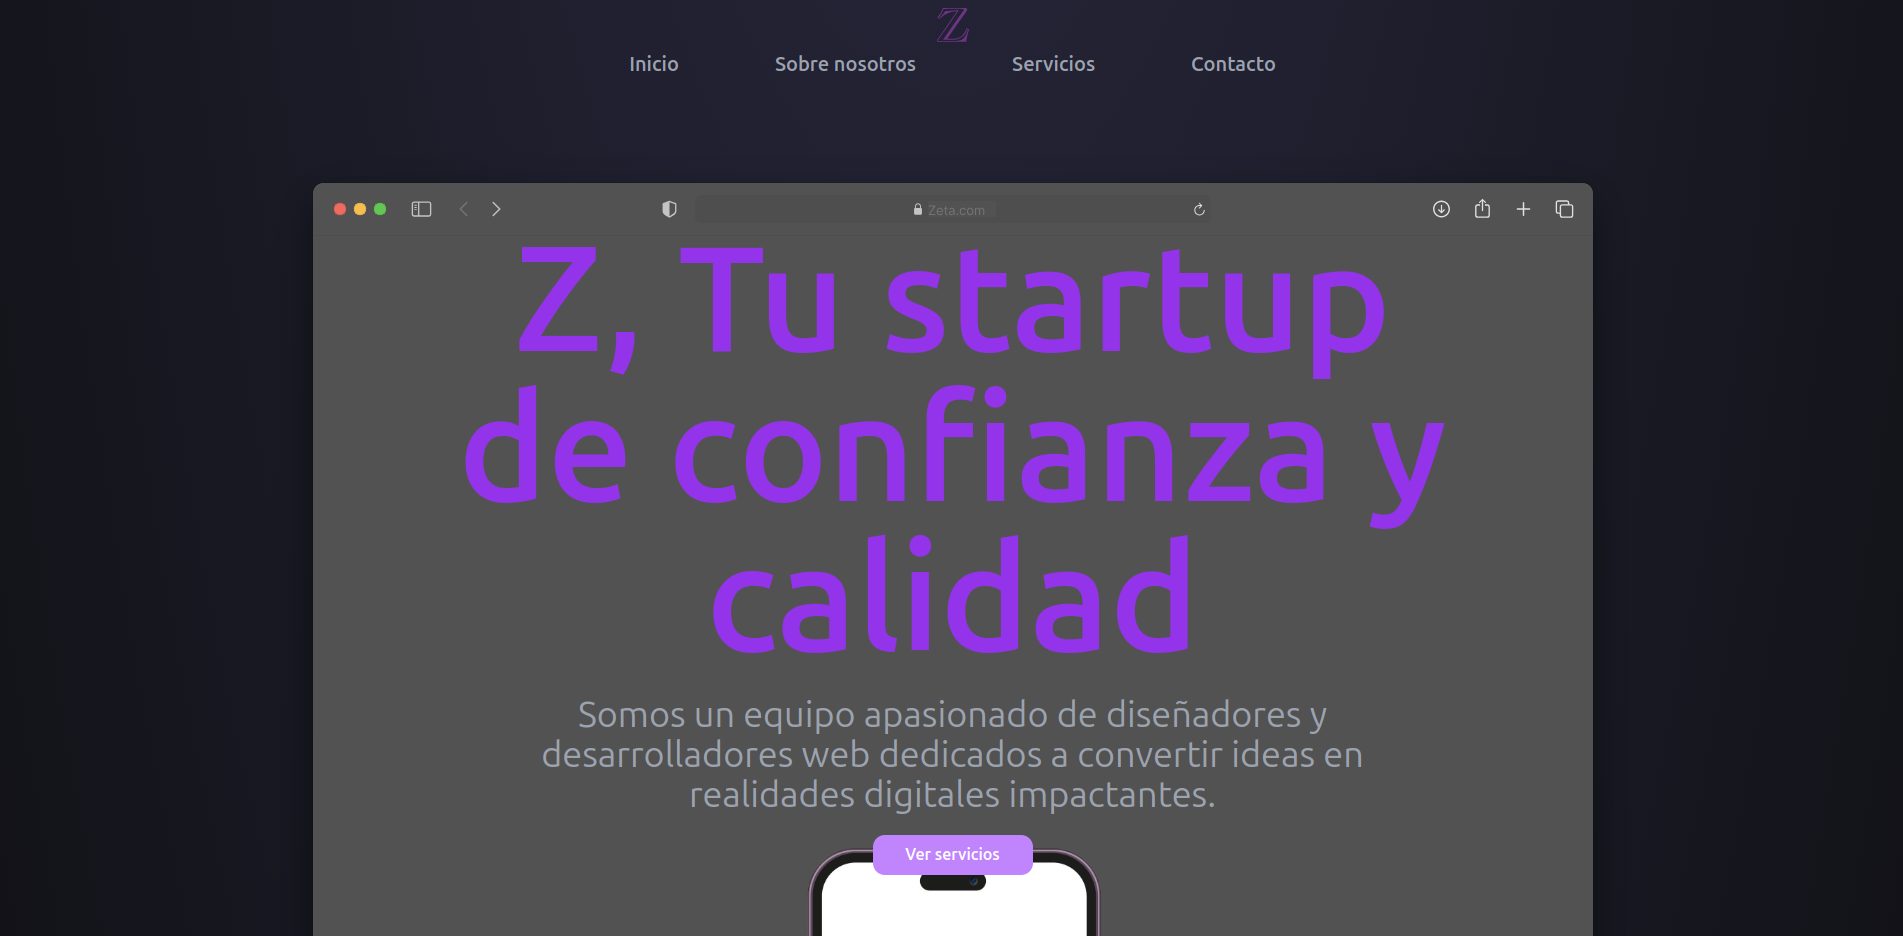 Z
Inicio Sobre nosotros Servicios Contacto
Zeta.com
Z, Tu startup
de confianza y
calidad
Somos un equipo apasionado de diseñadores y
desarrolladores web dedicados a convertir ideas en
realidades digitales impactantes.
Ver servicios